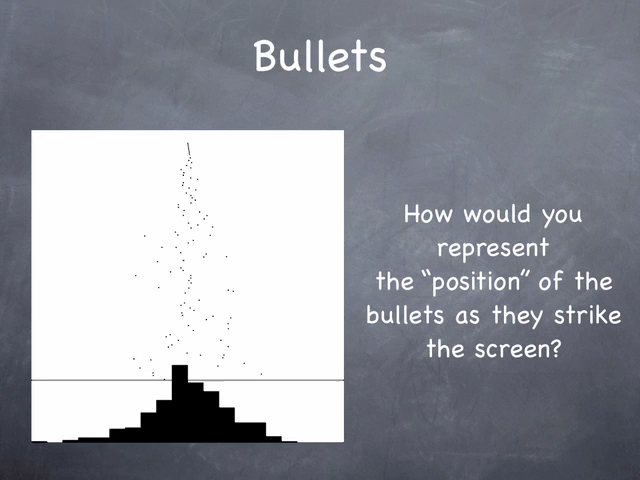 Bullets
How would you
represent
the “position” of the
bullets as they strike
the screen?